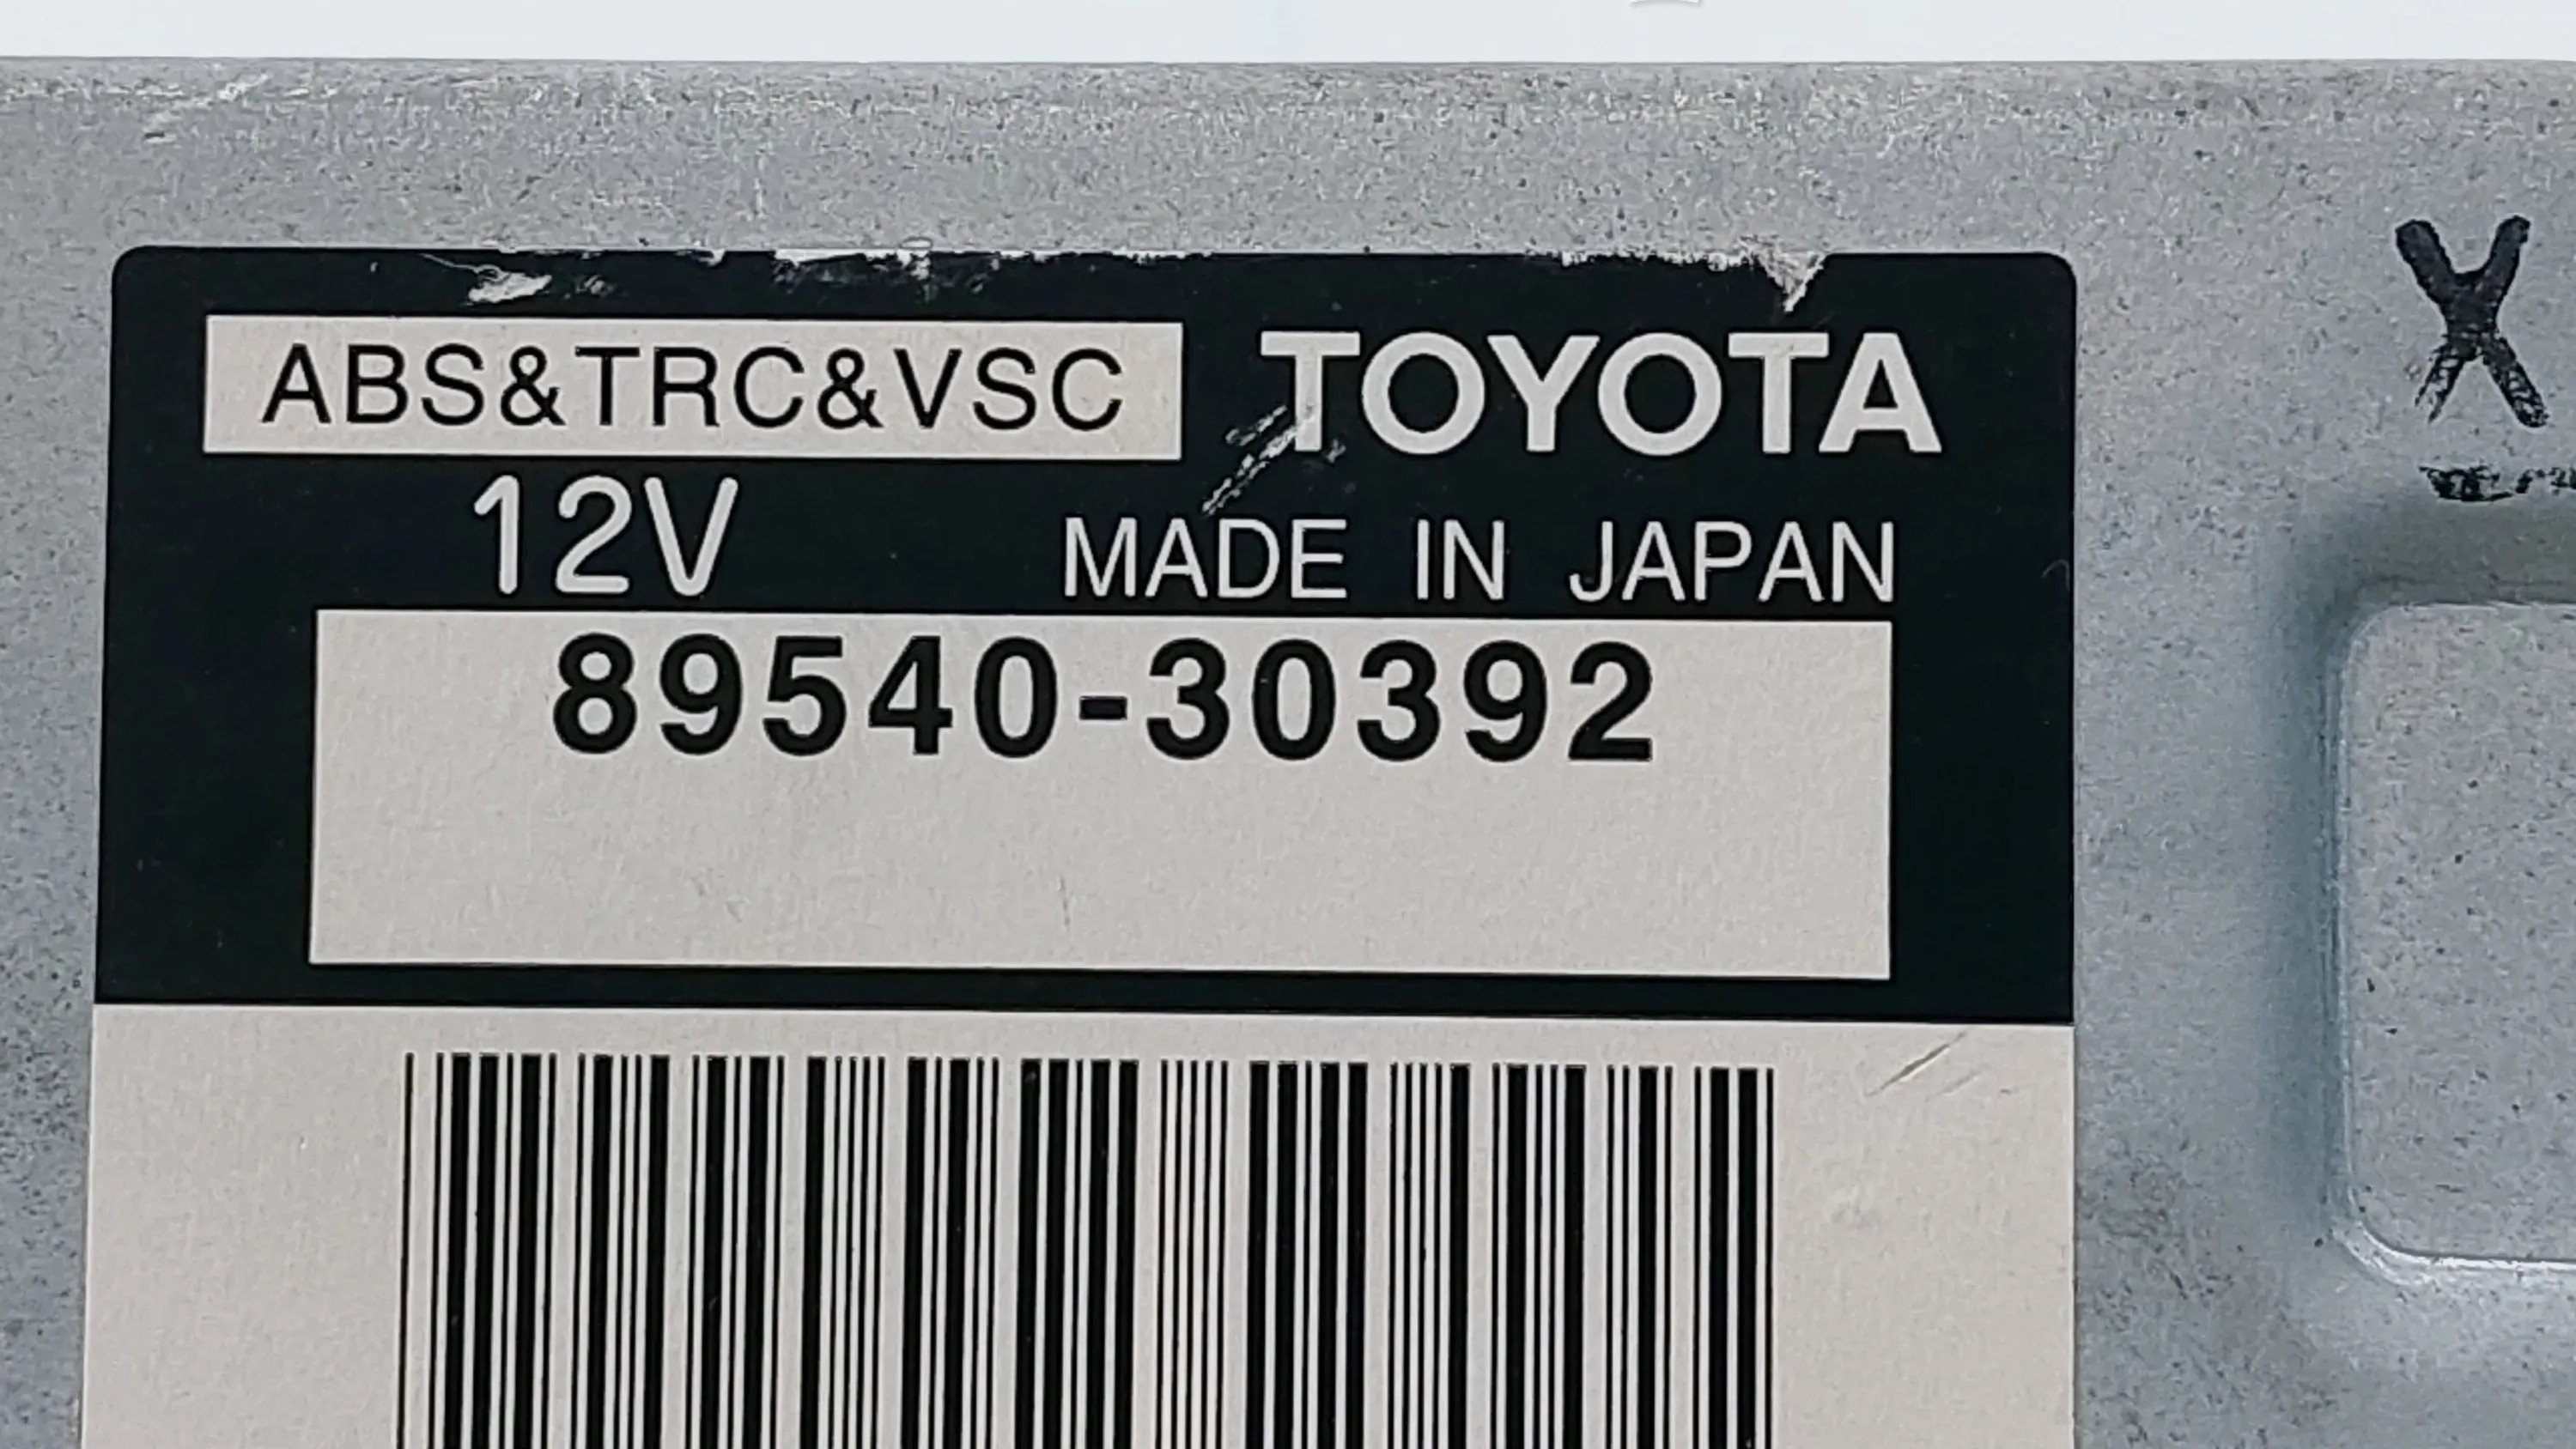 ABS&TRC&VSC TOYOTA
12V MADE IN JAPAN
89540-30392
X